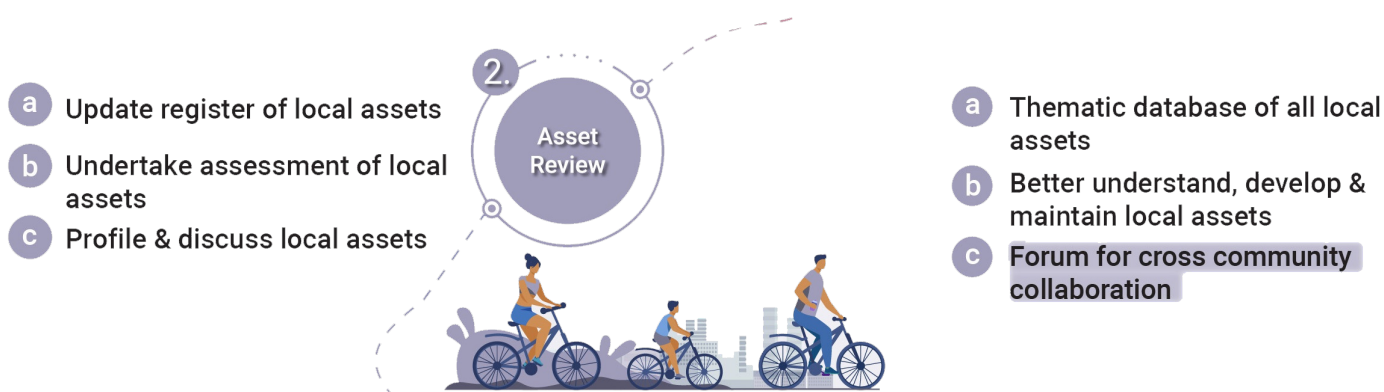 a Update register of local assets
b Undertake assessment of local
assets
c Profile & discuss local assets
2.
Asset
Review
a Thematic database of all local
assets
b Better understand, develop &
maintain local assets
c Forum for cross community
collaboration